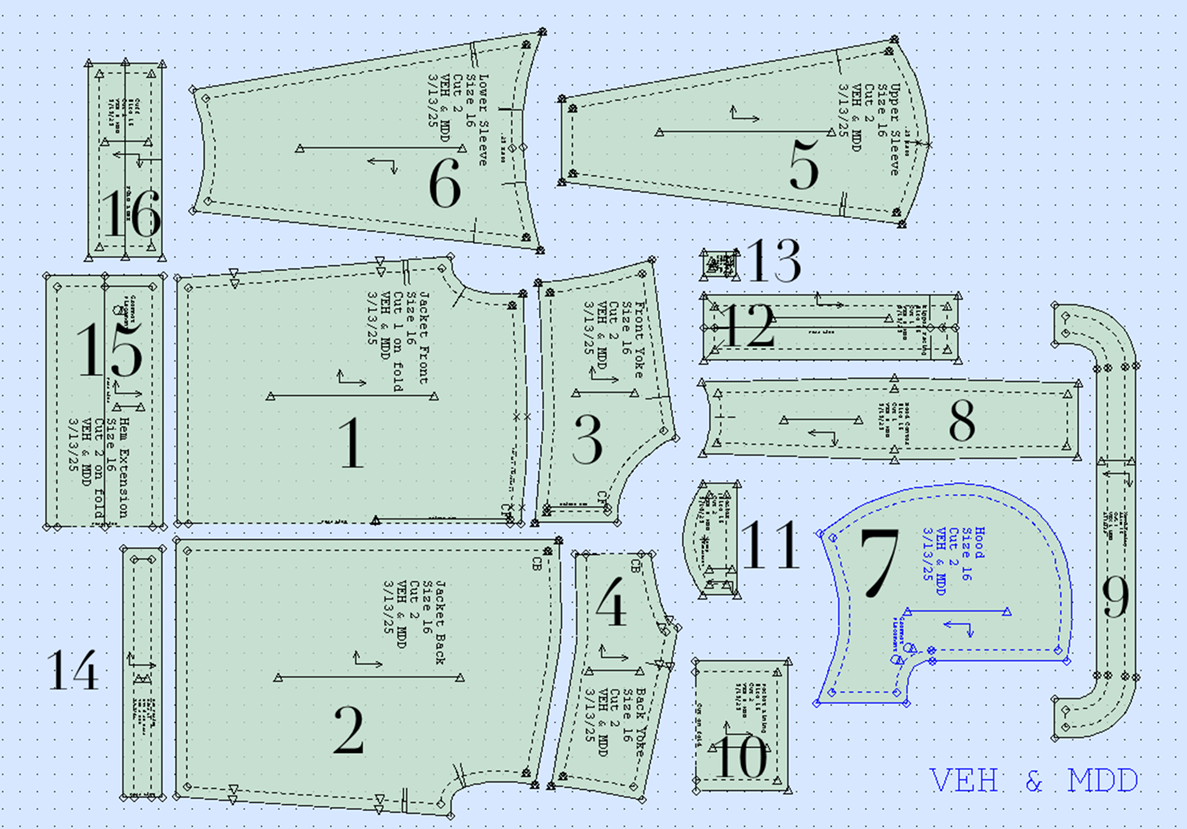 16
Lower Sleeve
Size 16
Cut 2
VEH & MDD
3/13/25
6
Upper Sleeve
Size 16
Cut 2
VEH & MDD
3/13/25
5
13
15
Hem Extension
Size 16
Cut 2 on fold
VEH & MDD
3/13/25
Jacket Front
Size 16
Cut 1 on fold
VEH & MDD
3/13/25
1
CF
Front Yoke
Size 16
Cut 2
VEH & MDD
3/13/25
3
CF
12
8
11
Hood
Size 16
Cut 2
VEH & MDD
3/13/25
7
9
14
Jacket Back
Size 16
Cut 2
VEH & MDD
3/13/25
CB
2
CB
4
Back Yoke
Size 16
Cut 2
VEH & MDD
3/13/25
10
VEH & MDD